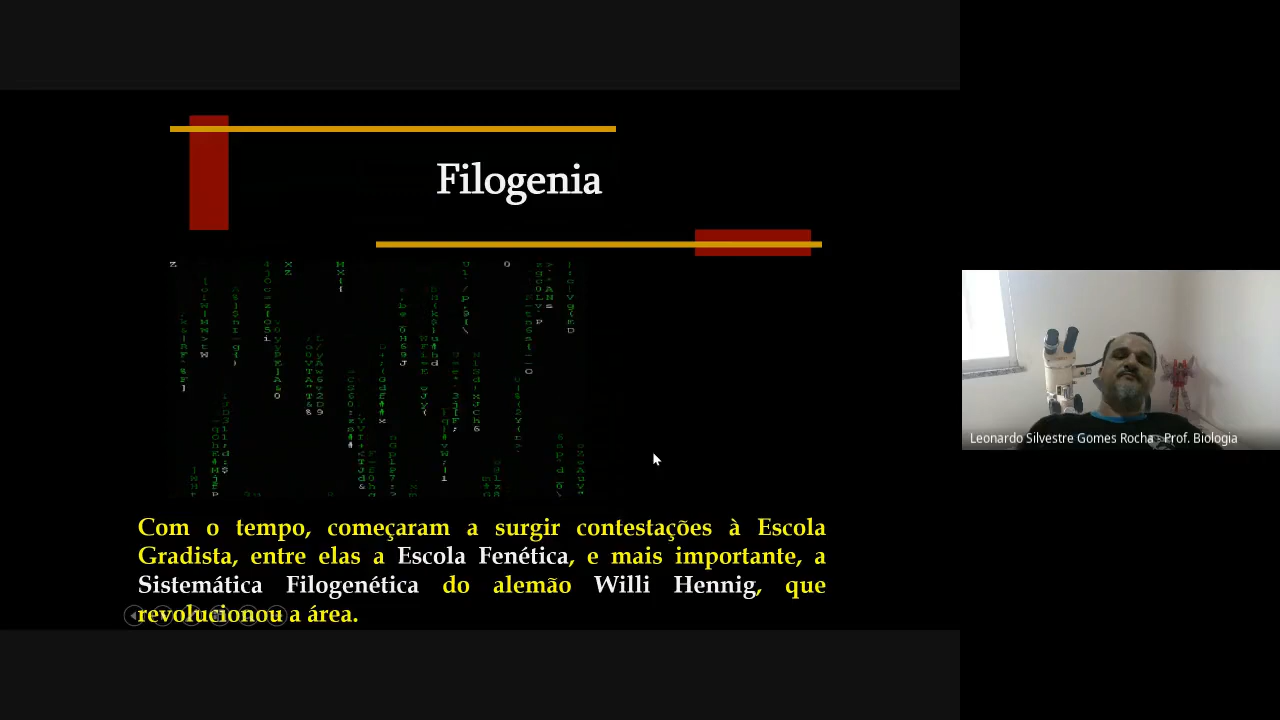 Filogenia
Com o tempo, começaram a surgir contestações à Escola
Gradista, entre elas a Escola Fenética, e mais importante, a
Sistemática Filogenética do alemão Willi Hennig, que
revolucionou a área.
Leonardo Silvestre Gomes Rocha - Prof. Biologia